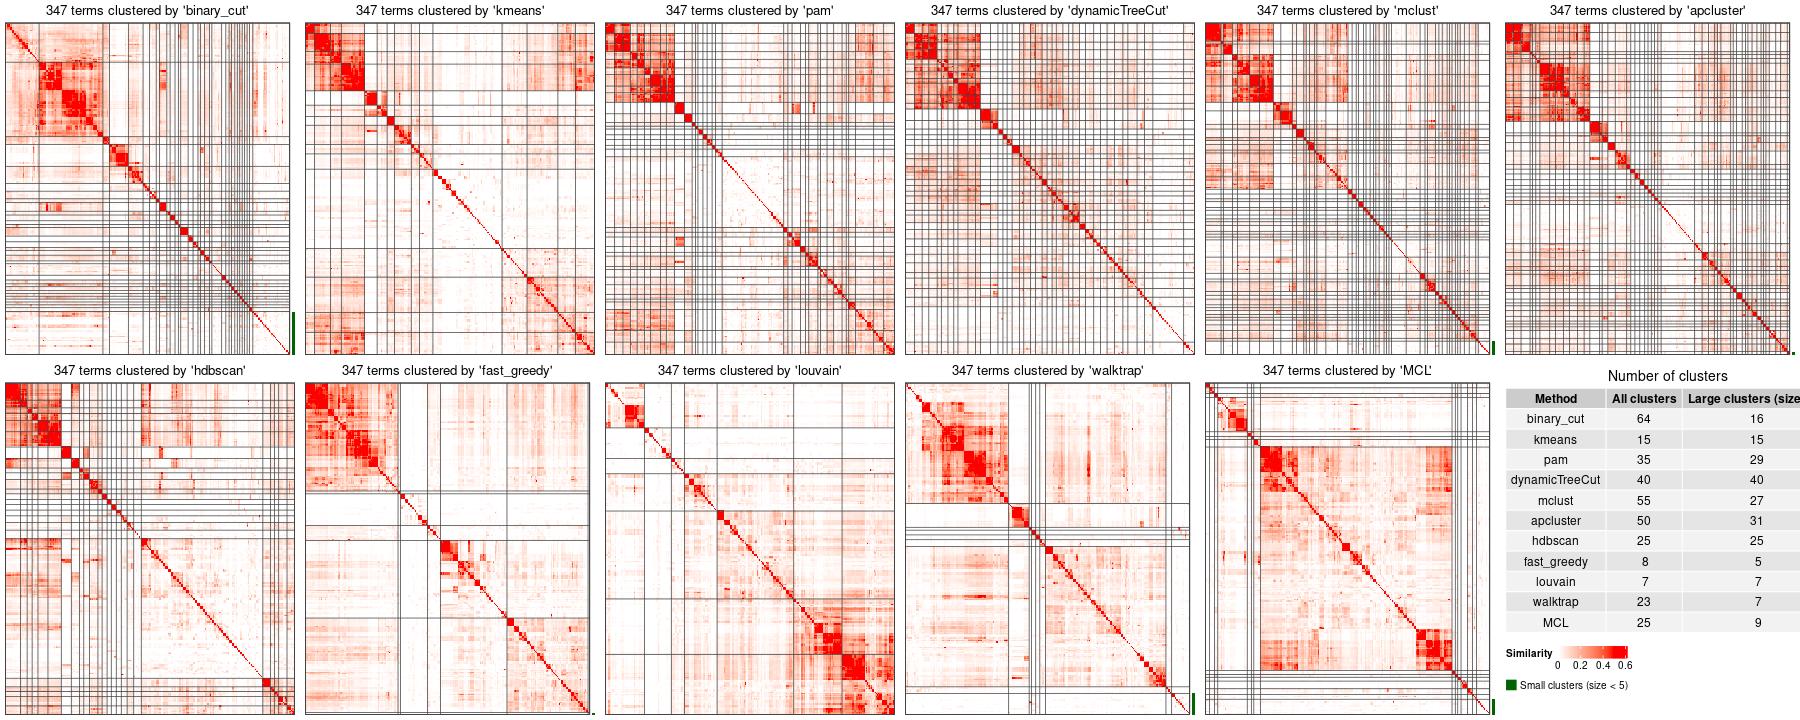 347 terms clustered by 'binary_cut'
347 terms clustered by 'kmeans'
347 terms clustered by 'pam'
347 terms clustered by 'dynamicTreeCut'
347 terms clustered by 'mclust'
347 terms clustered by 'apcluster'
347 terms clustered by 'hdbscan'
347 terms clustered by 'fast_greedy'
347 terms clustered by 'louvain'
347 terms clustered by 'walktrap'
347 terms clustered by 'MCL'
Number of clusters
Method All clusters Large clusters (size
binary_cut 64 16
kmeans 15 15
pam 35 29
dynamicTreeCut 40 40
mclust 55 27
apcluster 50 31
hdbscan 25 25
fast_greedy 8 5
louvain 7 7
walktrap 23 7
MCL 25 9
Similarity
0 0.2 0.4 0.6
Small clusters (size < 5)